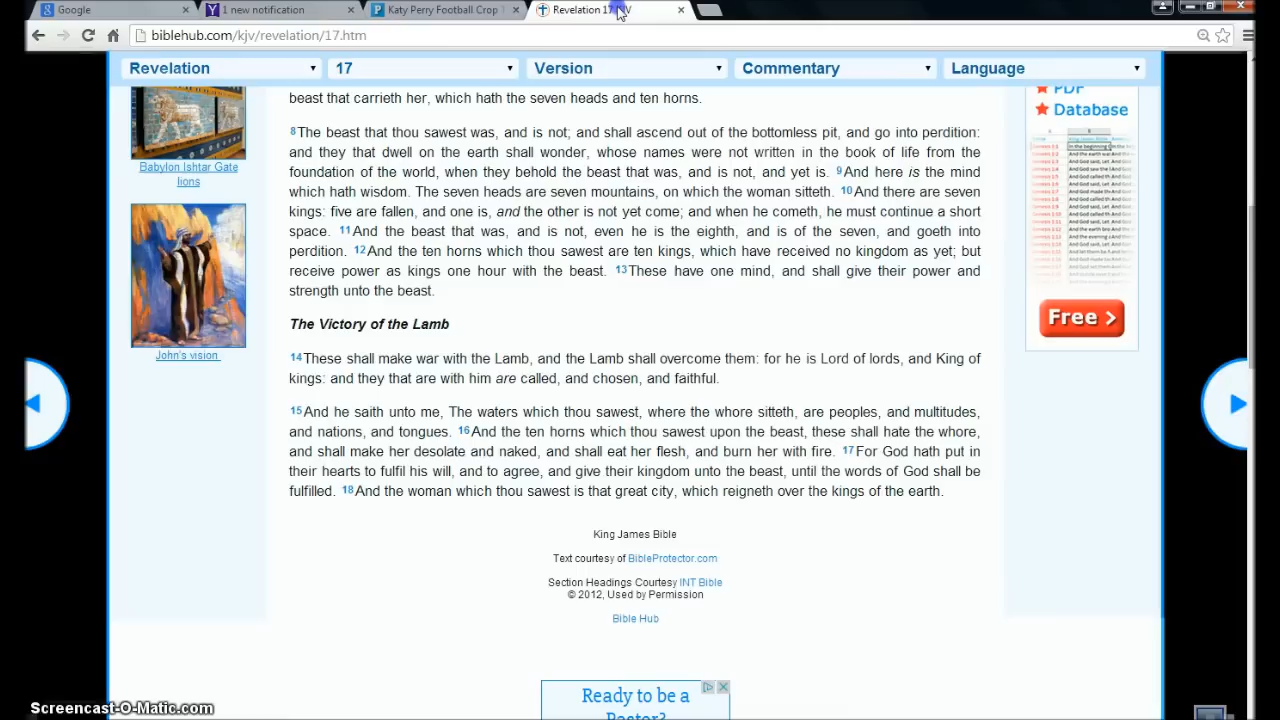 Google
1 new notification
Katy Perry Football Crop
Revelation 17
biblehub.com/kjv/revelation/17.htm
Revelation 17 Version Commentary Language
beast that carrieth her, which hath the seven heads and ten horns.
8The beast that thou sawest was, and is not; and shall ascend out of the bottomless pit, and go into perdition:
and they that dwell on the earth shall wonder, whose names were not written in the book of life from the
foundation of the world, when they behold the beast that was, and is not, and yet is. 9And here is the mind
which hath wisdom. The seven heads are seven mountains, on which the woman sitteth. 10And there are seven
kings: five are fallen, and one is, and the other is not yet come; and when he cometh, he must continue a short
space. 11And the beast that was, and is not, even he is the eighth, and is of the seven, and goeth into
perdition. 12And the ten horns which thou sawest are ten kings, which have received no kingdom as yet; but
receive power as kings one hour with the beast. 13These have one mind, and shall give their power and
strength unto the beast.
The Victory of the Lamb
14These shall make war with the Lamb, and the Lamb shall overcome them: for he is Lord of lords, and King of
kings: and they that are with him are called, and chosen, and faithful.
15And he saith unto me, The waters which thou sawest, where the whore sitteth, are peoples, and multitudes,
and nations, and tongues. 16And the ten horns which thou sawest upon the beast, these shall hate the whore,
and shall make her desolate and naked, and shall eat her flesh, and burn her with fire. 17For God hath put in
their hearts to fulfil his will, and to agree, and give their kingdom unto the beast, until the words of God shall be
fulfilled. 18And the woman which thou sawest is that great city, which reigneth over the kings of the earth.
King James Bible
Text courtesy of BibleProtector.com
Section Headings Courtesy INT Bible
© 2012, Used by Permission
Bible Hub
Babylon Ishtar Gate
lions
John's vision
PDF
Database
Free >
Ready to be a
Pastor?
Screencast-O-Matic.com